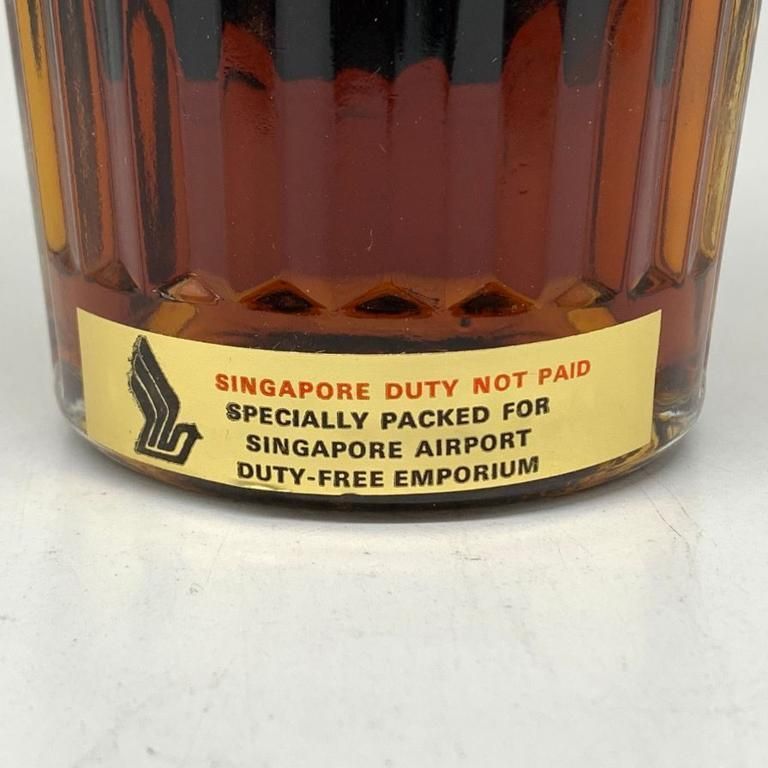 SINGAPORE DUTY NOT PAID
SPECIALLY PACKED FOR
SINGAPORE AIRPORT
DUTY-FREE EMPORIUM